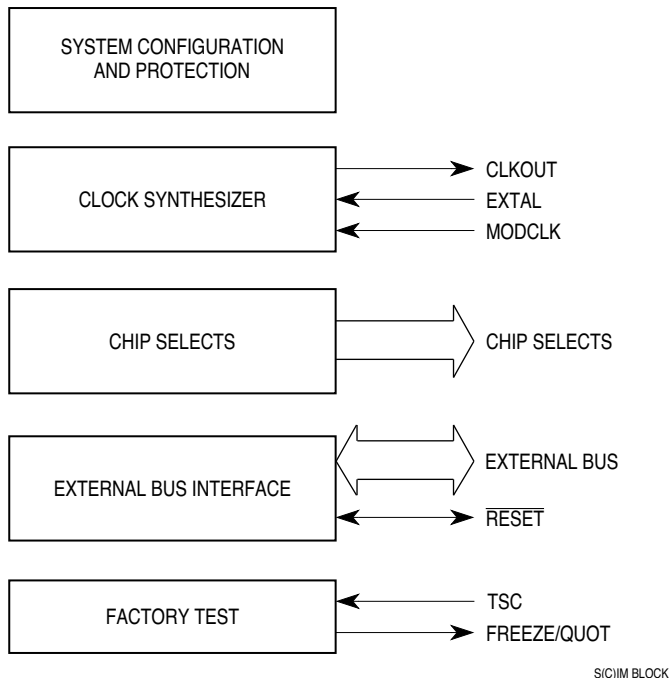 SYSTEM CONFIGURATION
AND PROTECTION
CLOCK SYNTHESIZER
CLKOUT
EXTAL
MODCLK
CHIP SELECTS
CHIP SELECTS
EXTERNAL BUS INTERFACE
EXTERNAL BUS
RESET
FACTORY TEST
TSC
FREEZE/QUOT
S(C)IM BLOCK